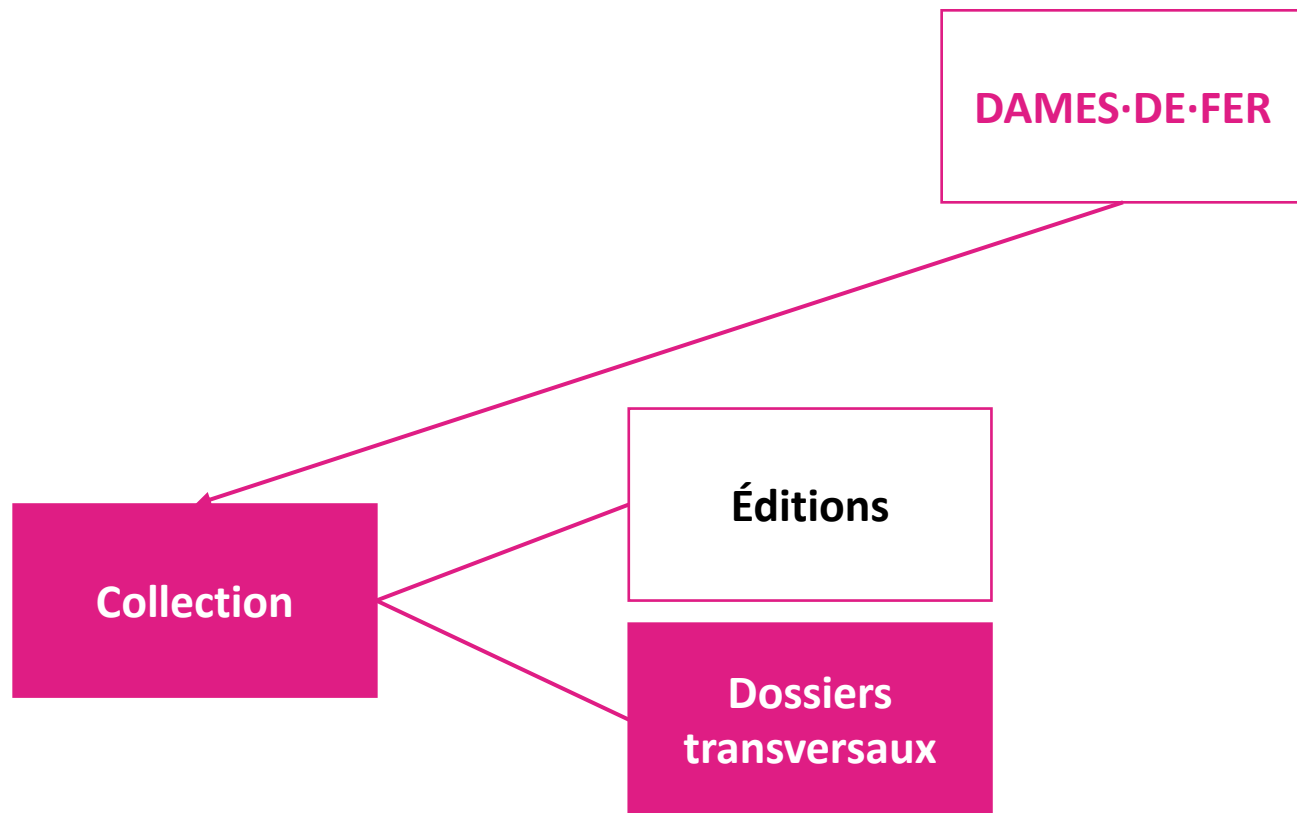 DAMES·DE·FER
Éditions
Collection
Dossiers
transversaux